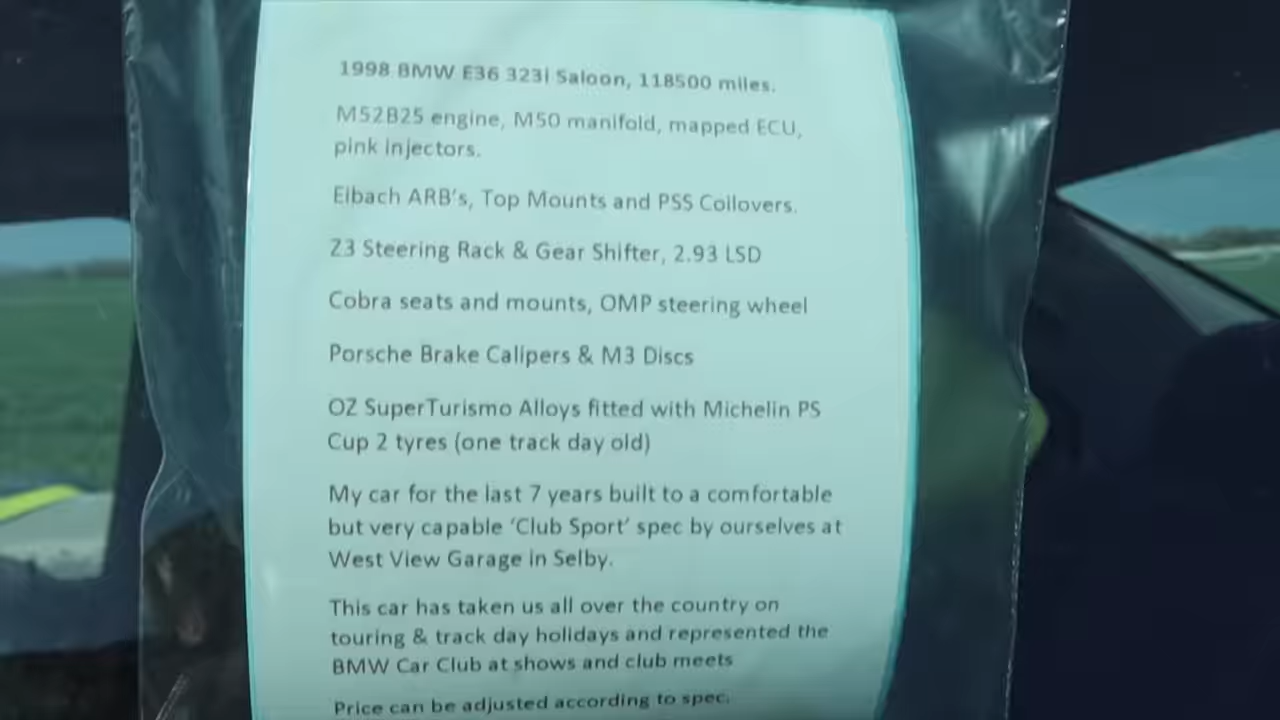 1998 BMW E36 323i Saloon, 118500 miles.
M52B25 engine, M50 manifold, mapped ECU,
pink injectors.
Eibach ARB's, Top Mounts and PSS Coilovers.
Z3 Steering Rack & Gear Shifter, 2.93 LSD
Cobra seats and mounts, OMP steering wheel
Porsche Brake Calipers & M3 Discs
OZ SuperTurismo Alloys fitted with Michelin PS
Cup 2 tyres (one track day old)
My car for the last 7 years built to a comfortable
but very capable 'Club Sport' spec by ourselves at
West View Garage in Selby.
This car has taken us all over the country on
touring & track day holidays and represented the
BMW Car Club at shows and club meets
Price can be adjusted according to spec.